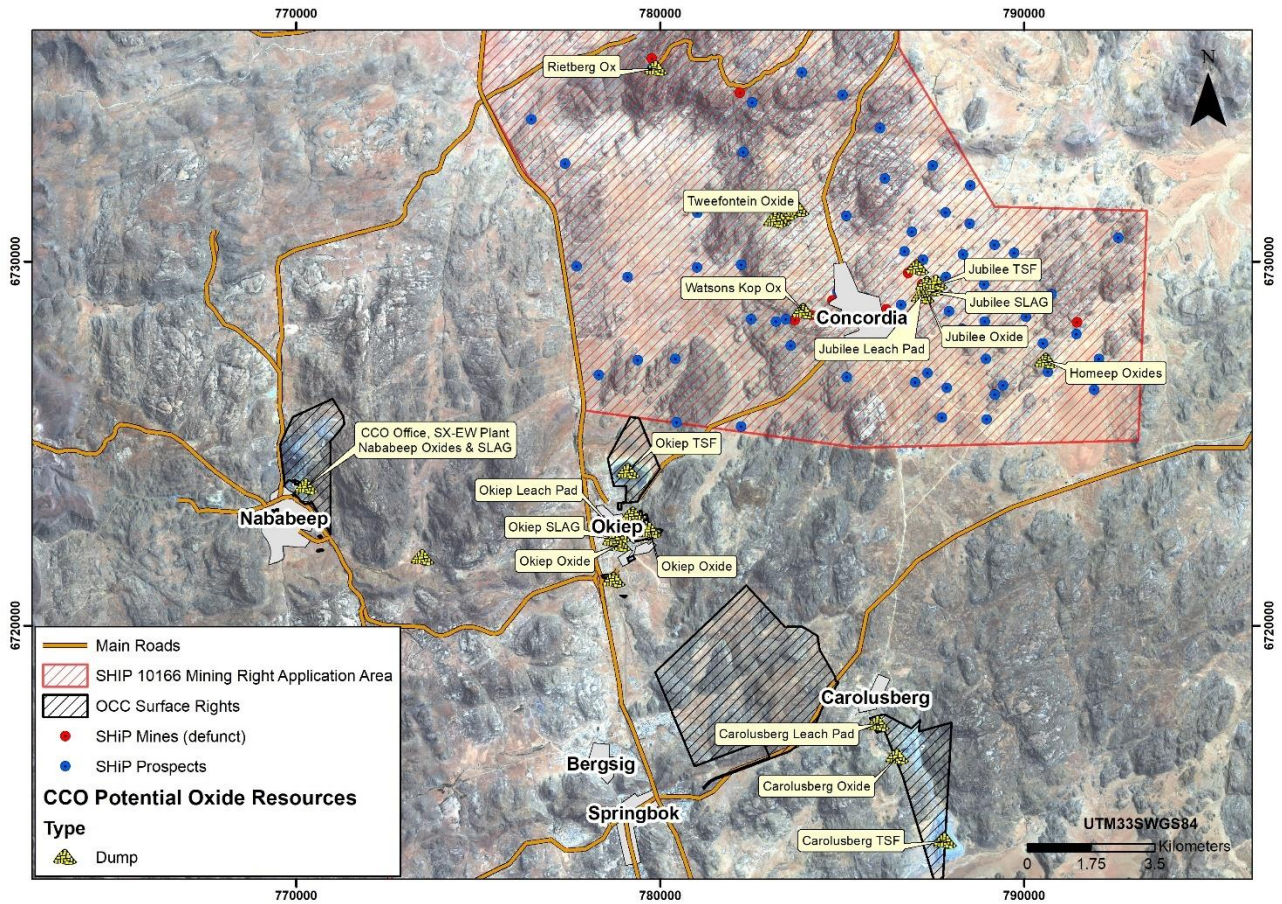 770000
780000
790000
N
Rietberg Ox
Tweefontein Oxide
6730000
6730000
Jubilee TSF
Watsons Kop Ox
Jubilee SLAG
Concordia
Jubilee Leach Pad
Jubilee Oxide
Homeep Oxides
CCO Office, SX-EW Plant
Nababeep Oxides & SLAG
Okiep TSF
Okiep Leach Pad
Nababeep
Okiep SLAG
Okiep
Okiep Oxide
Okiep Oxide
6720000
6720000
Main Roads
SHIP 10166 Mining Right Application Area
OCC Surface Rights
SHiP Mines (defunct)
SHiP Prospects
CCO Potential Oxide Resources
Type
Dump
Carolusberg
Carolusberg Leach Pad
Bergsig
Carolusberg Oxide
Springbok
Carolusberg TSF
UTM33SWGS84
Kilometers
0 1.75 3.5
770000
780000
790000